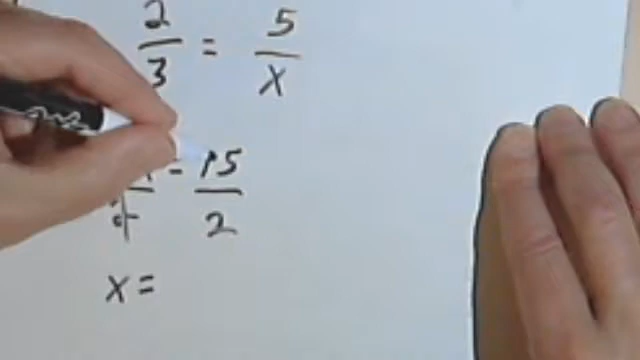 2/3 = 5/x
= 15/2
x =